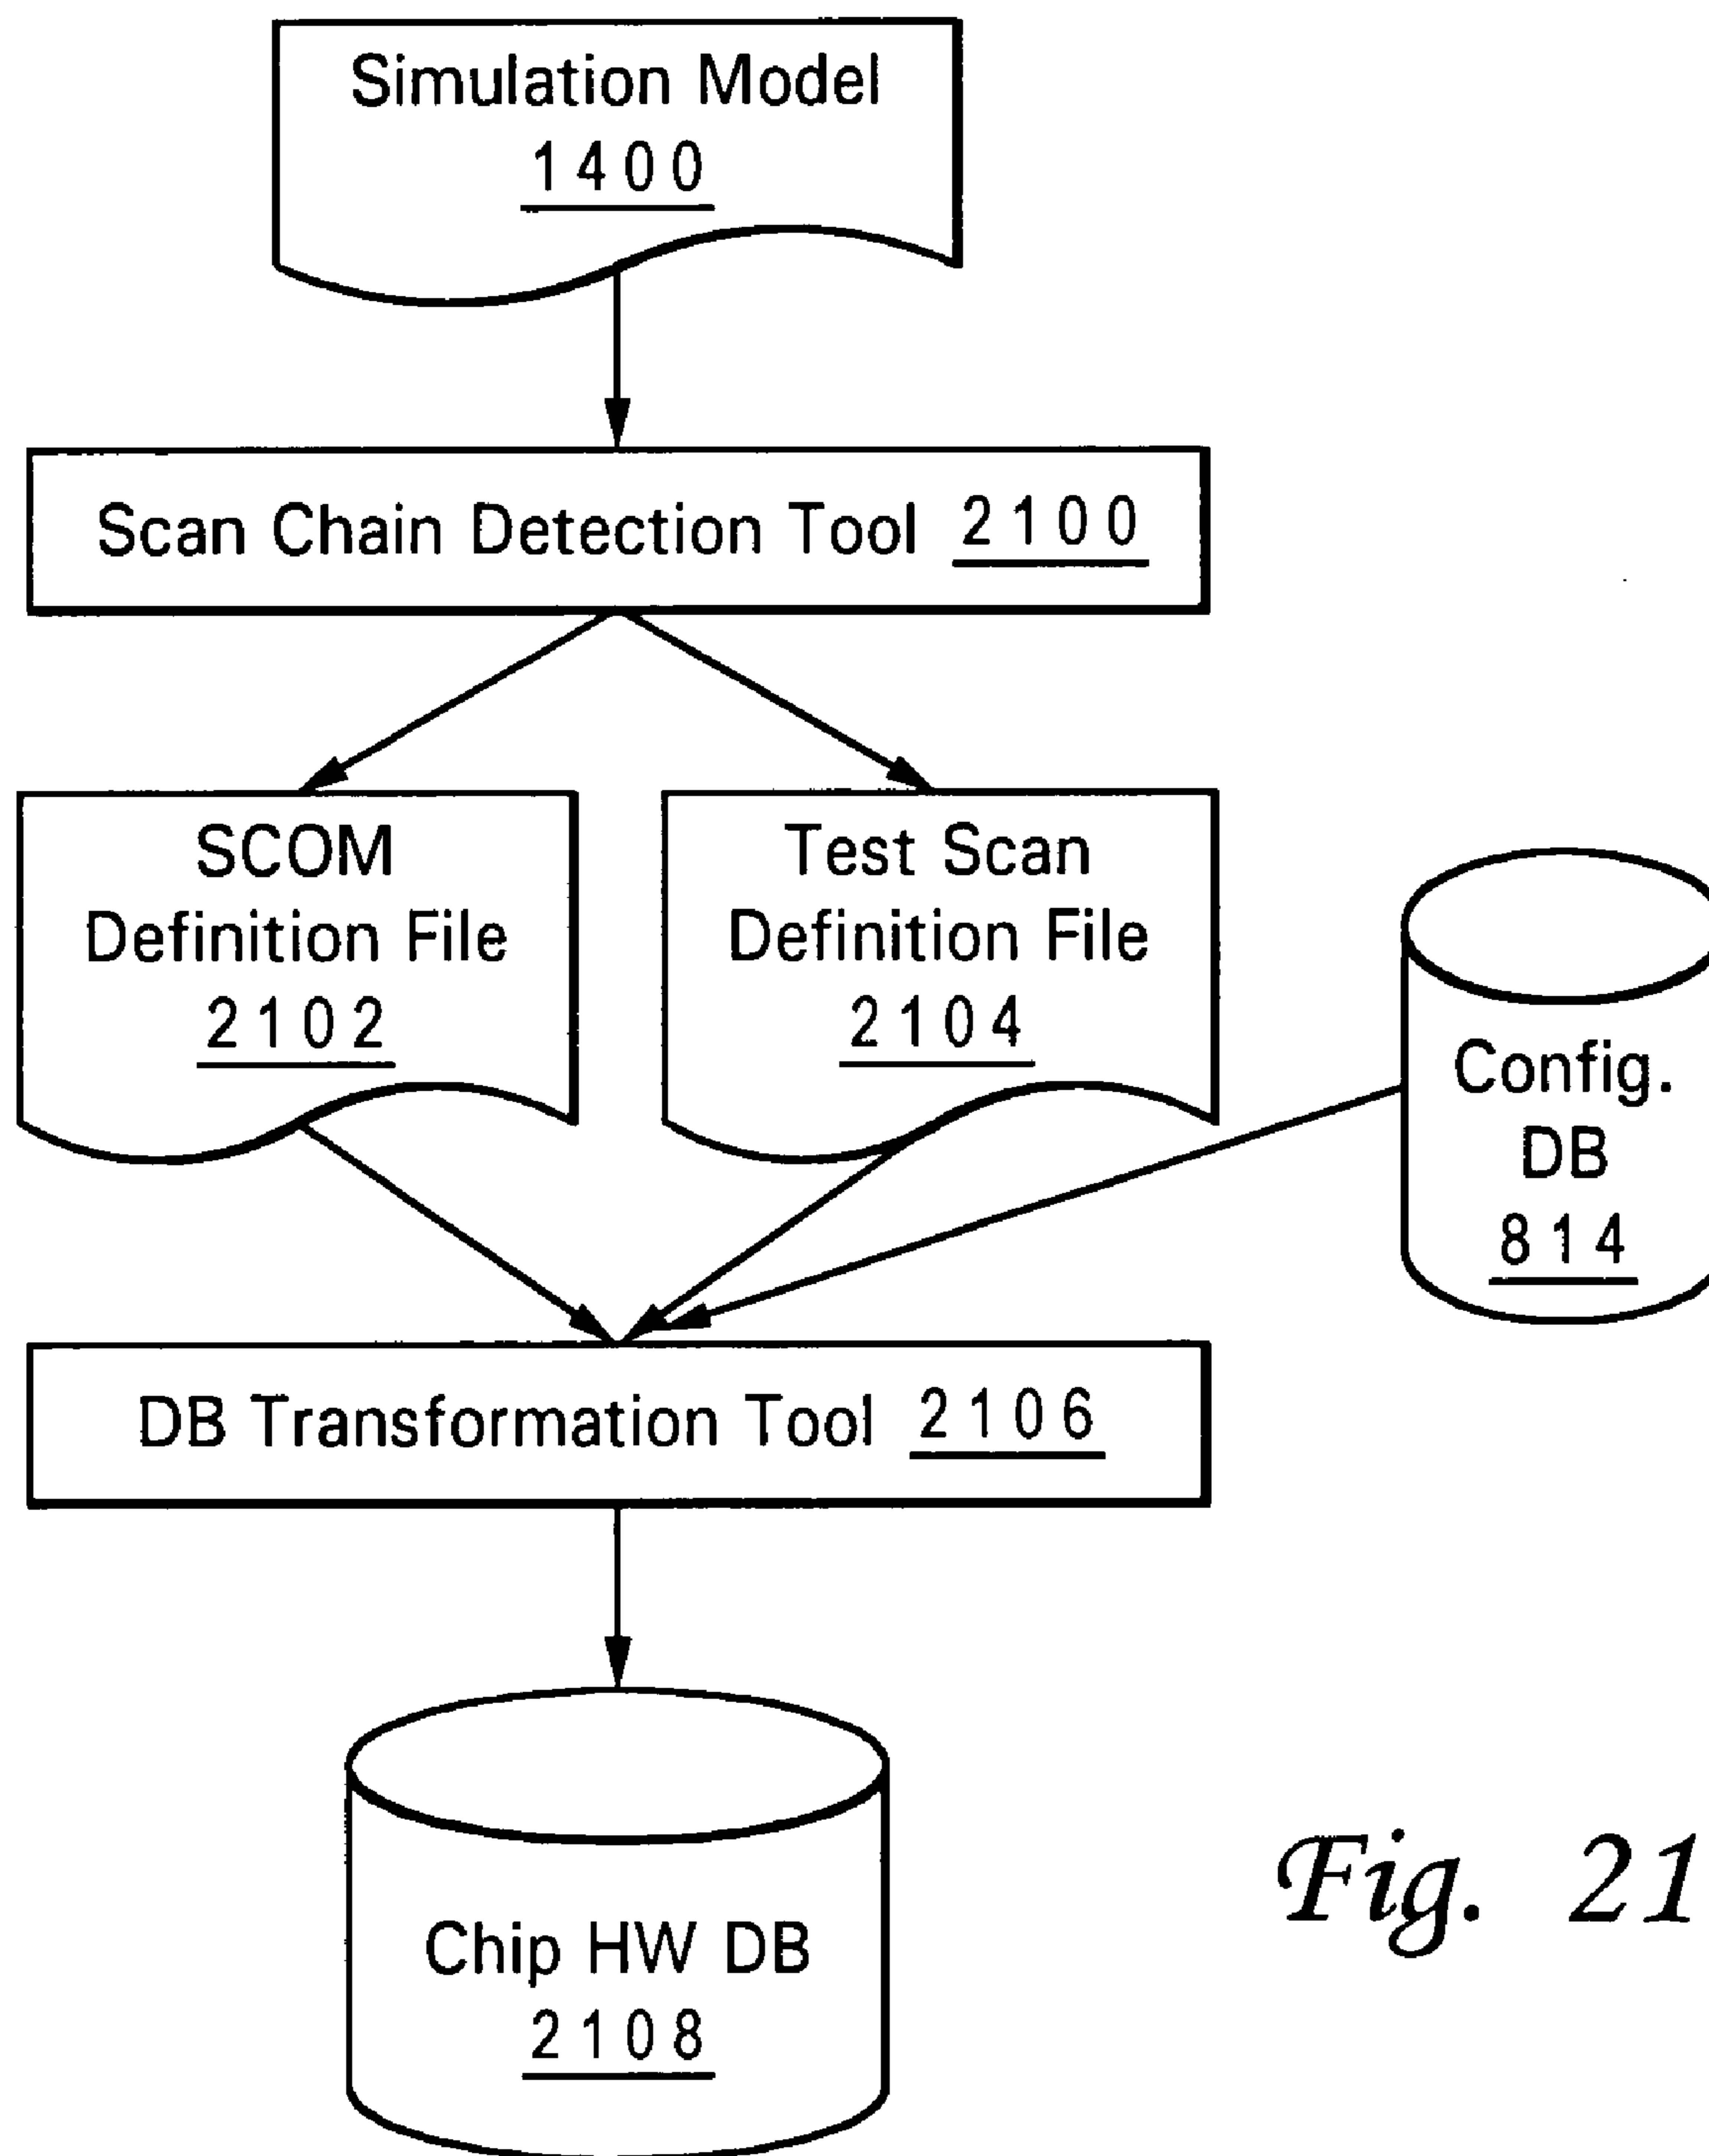 Simulation Model
1400
Scan Chain Detection Tool 2100
SCOM
Definition File
2102
Test Scan
Definition File
2104
Config.
DB
814
DB Transformation Tool 2106
Chip HW DB
2108
Fig. 21